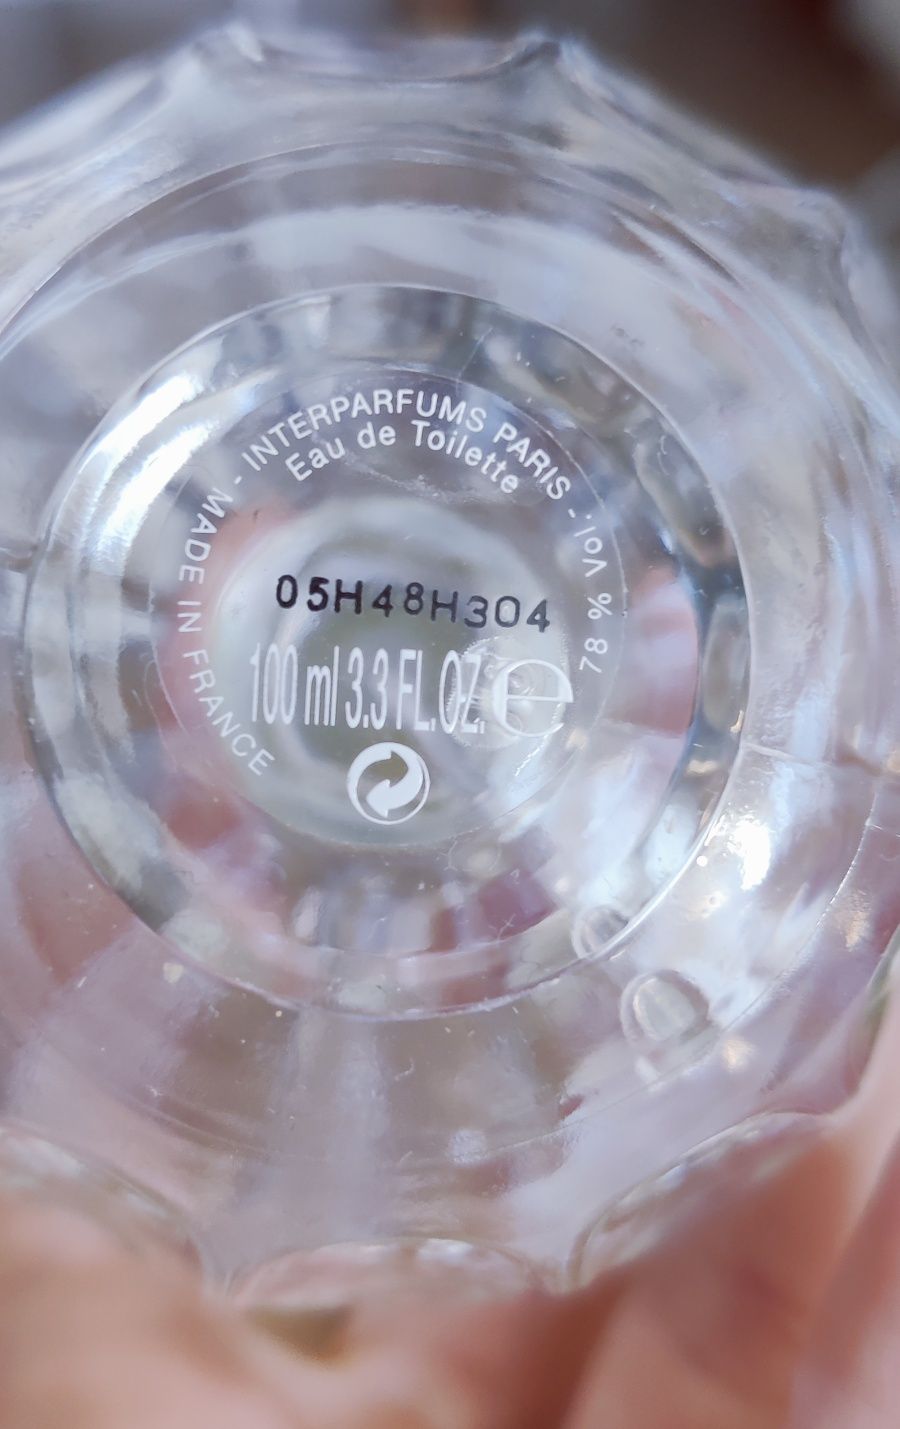 MADE IN FRANCE - INTERPARFUMS PARIS - 78 % Vol.
Eau de Toilette
05H48H304
100 ml 3.3 FL.OZ. e